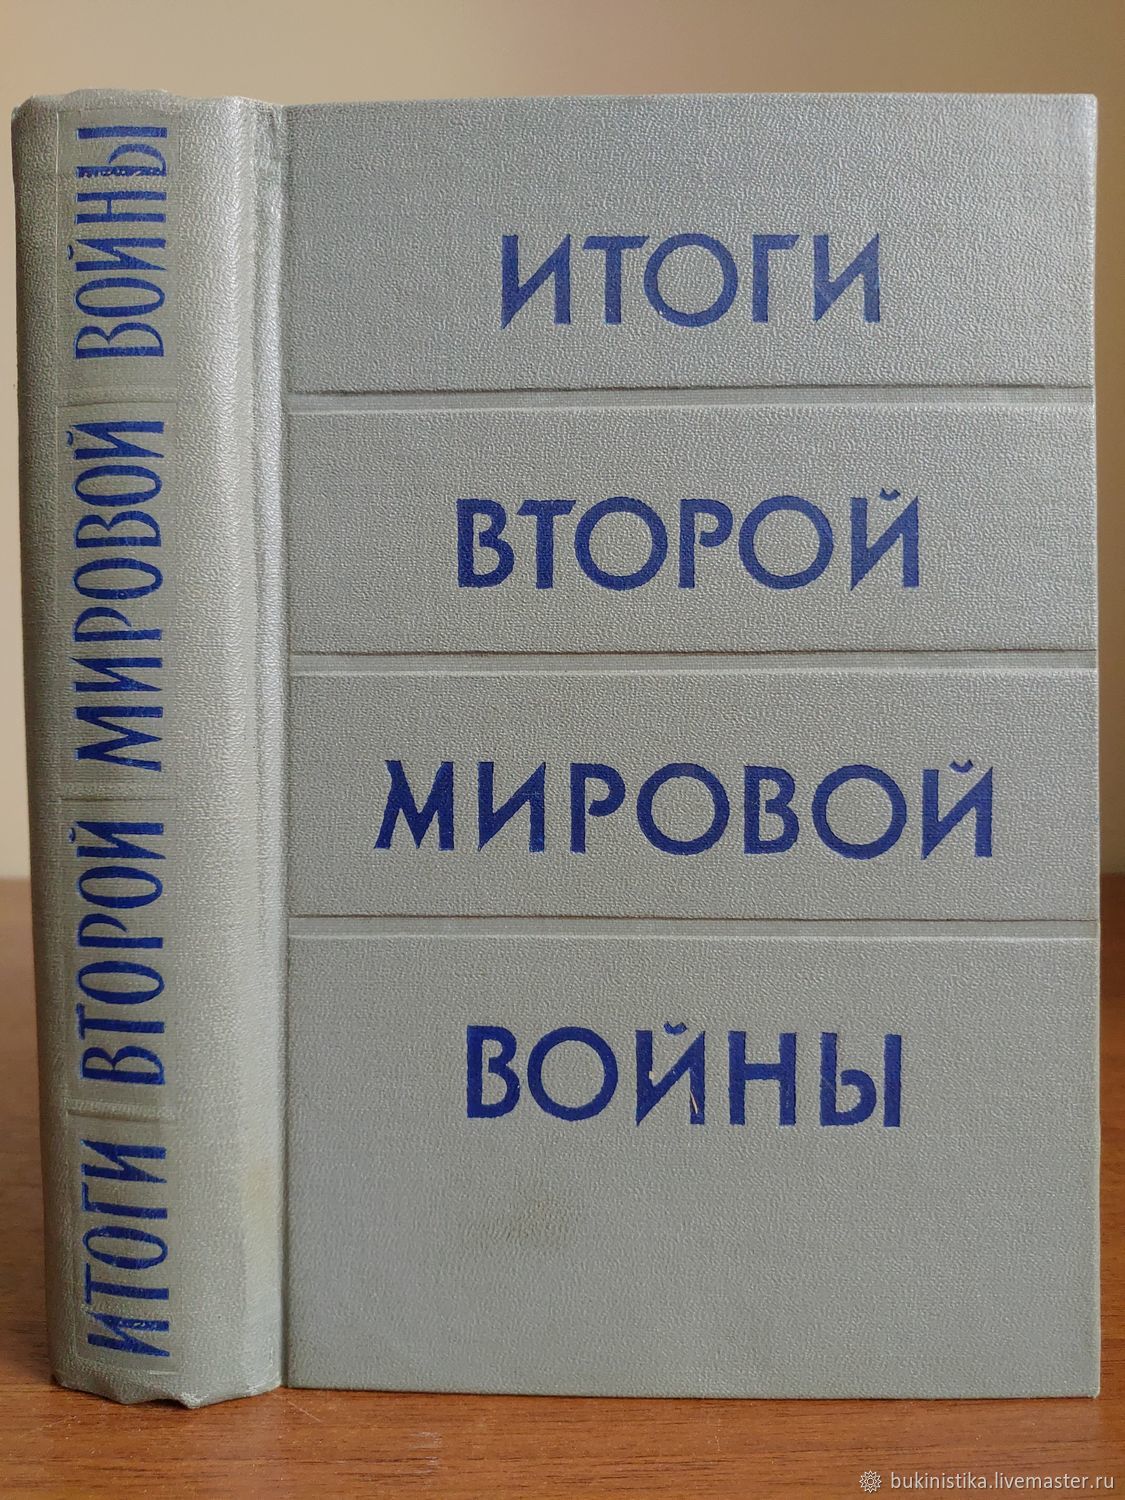 ИТОГИ ВТОРОЙ МИРОВОЙ ВОЙНЫ
ИТОГИ
ВТОРОЙ
МИРОВОЙ
ВОЙНЫ
bukinistika.livemaster.ru